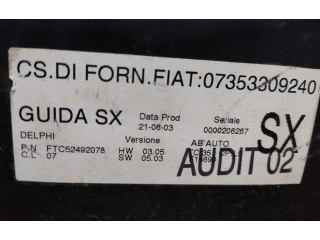 CS.DI FORN.FIAT:07353309240
GUIDA SX Data Prod Seriale
21-06-03 0000206267
DELPHI Versione AB AUTO SX
P.N FTC52492078 HW 03.05
C.L 07 SW 05.03
AUDIT 02